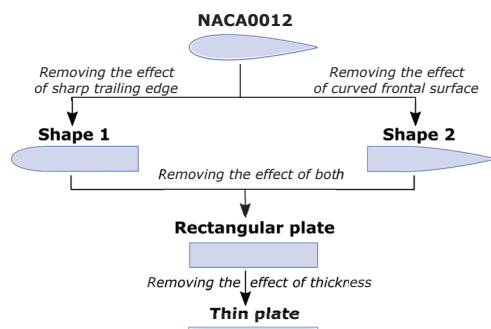 NACA0012
Removing the effect
of sharp trailing edge
Removing the effect
of curved frontal surface
Shape 1
Shape 2
Removing the effect of both
Rectangular plate
Removing the effect of thickness
Thin plate